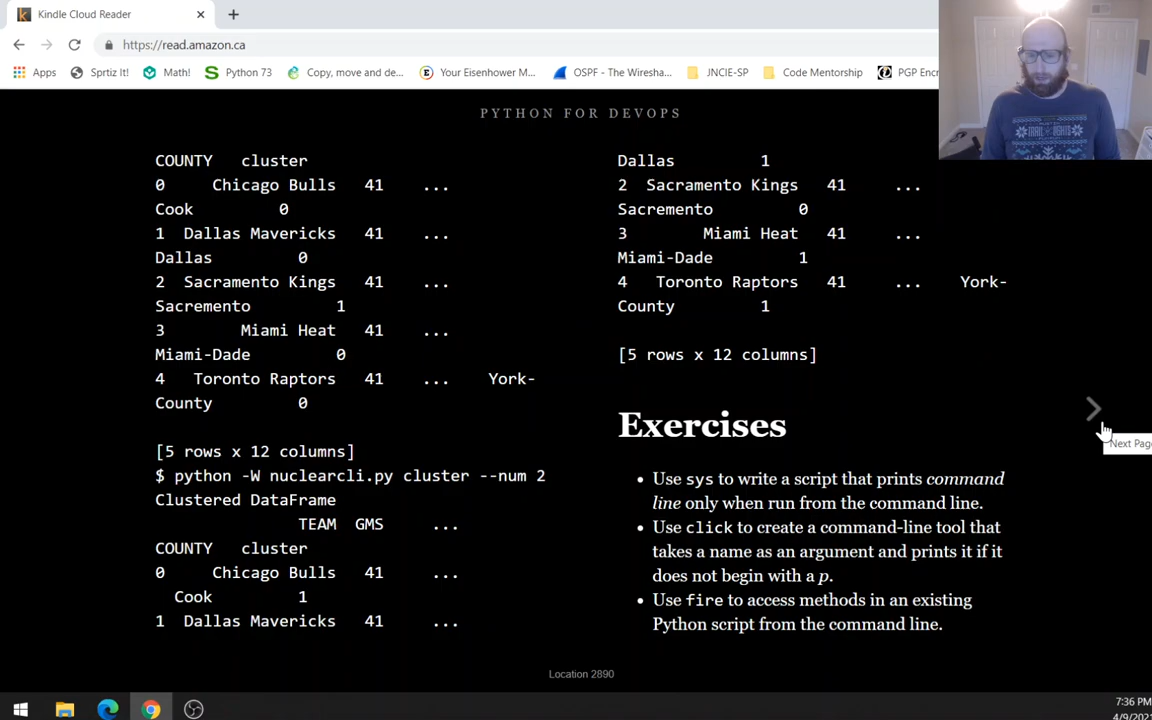 Kindle Cloud Reader
https://read.amazon.ca
Apps
Sprtiz It!
Math!
Python 73
Copy, move and de...
Your Eisenhower M...
OSPF - The Wiresha...
JNCIE-SP
Code Mentorship
PGP Encr
PYTHON FOR DEVOPS
COUNTY cluster
0 Chicago Bulls 41 ...
Cook 0
1 Dallas Mavericks 41 ...
Dallas 0
2 Sacramento Kings 41 ...
Sacremento 1
3 Miami Heat 41 ...
Miami-Dade 0
4 Toronto Raptors 41 ... York-
County 0
[5 rows x 12 columns]
$ python -W nuclearcli.py cluster --num 2
Clustered DataFrame
TEAM GMS ...
COUNTY cluster
0 Chicago Bulls 41 ...
Cook 1
1 Dallas Mavericks 41 ...
Dallas 1
2 Sacramento Kings 41 ...
Sacremento 0
3 Miami Heat 41 ...
Miami-Dade 1
4 Toronto Raptors 41 ... York-
County 1
[5 rows x 12 columns]
Exercises
• Use sys to write a script that prints command
line only when run from the command line.
• Use click to create a command-line tool that
takes a name as an argument and prints it if it
does not begin with a p.
• Use fire to access methods in an existing
Python script from the command line.
Next Pag
Location 2890
7:36 PM